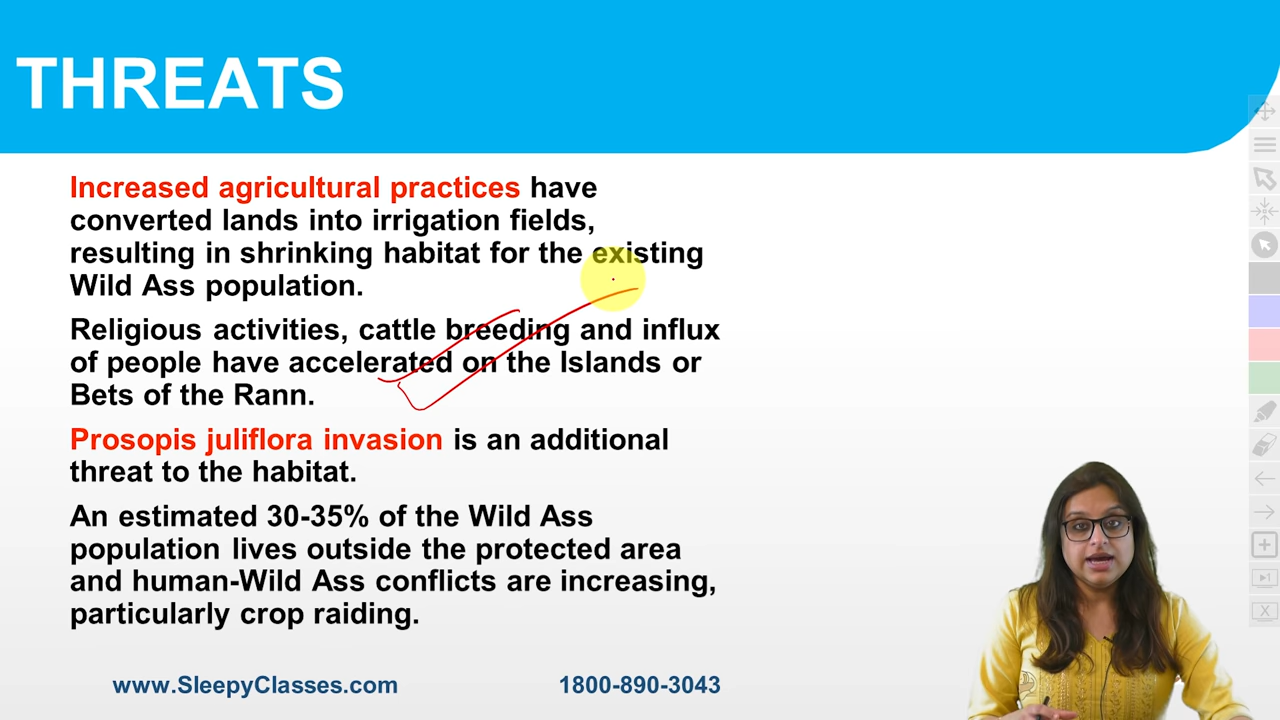 THREATS
Increased agricultural practices have
converted lands into irrigation fields,
resulting in shrinking habitat for the existing
Wild Ass population.
Religious activities, cattle breeding and influx
of people have accelerated on the Islands or
Bets of the Rann.
Prosopis juliflora invasion is an additional
threat to the habitat.
An estimated 30-35% of the Wild Ass
population lives outside the protected area
and human-Wild Ass conflicts are increasing,
particularly crop raiding.
www.SleepyClasses.com 1800-890-3043